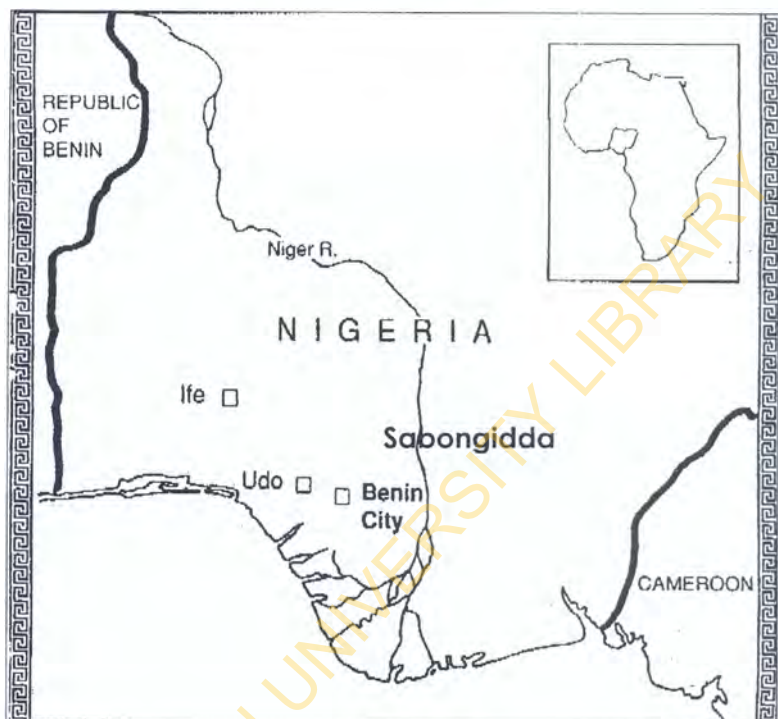 REPUBLIC
OF
BENIN
Niger R.
NIGERIA
Ife
Sabongidda
Udo
Benin
City
CAMEROON
UNIVERSITY LIBRARY